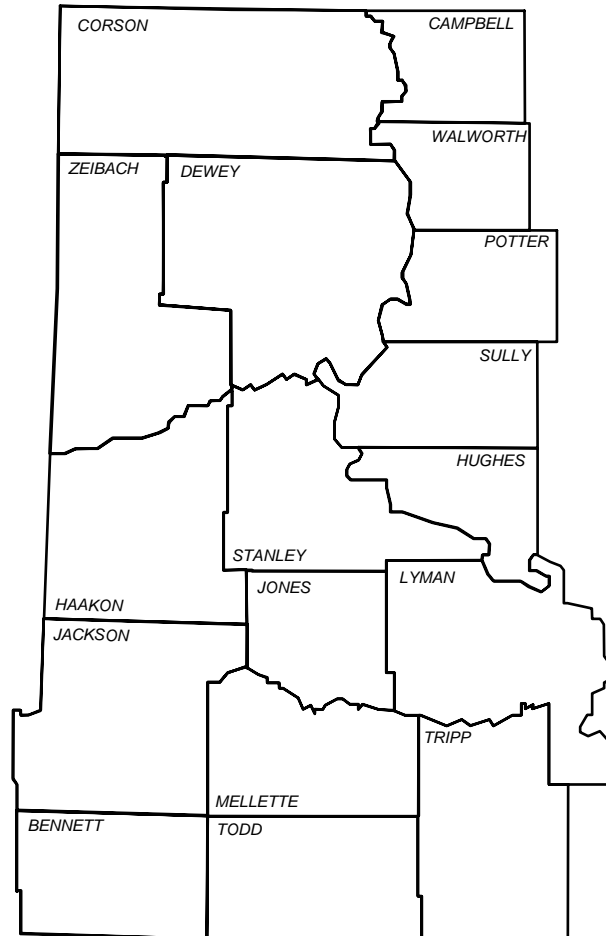 CORSON
CAMPBELL
WALWORTH
ZEIBACH
DEWEY
POTTER
SULLY
HUGHES
STANLEY
LYMAN
JONES
HAAKON
JACKSON
TRIPP
MELLETTE
BENNETT
TODD